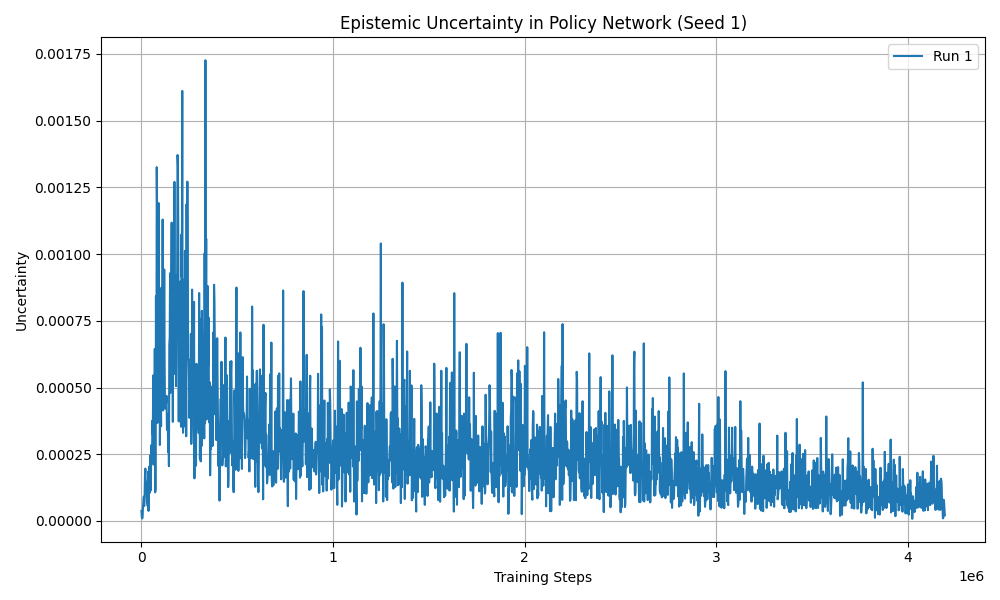 Epistemic Uncertainty in Policy Network (Seed 1)
Run 1
Uncertainty
0.00175
0.00150
0.00125
0.00100
0.00075
0.00050
0.00025
0.00000
0 1 2 3 4
1e6
Training Steps